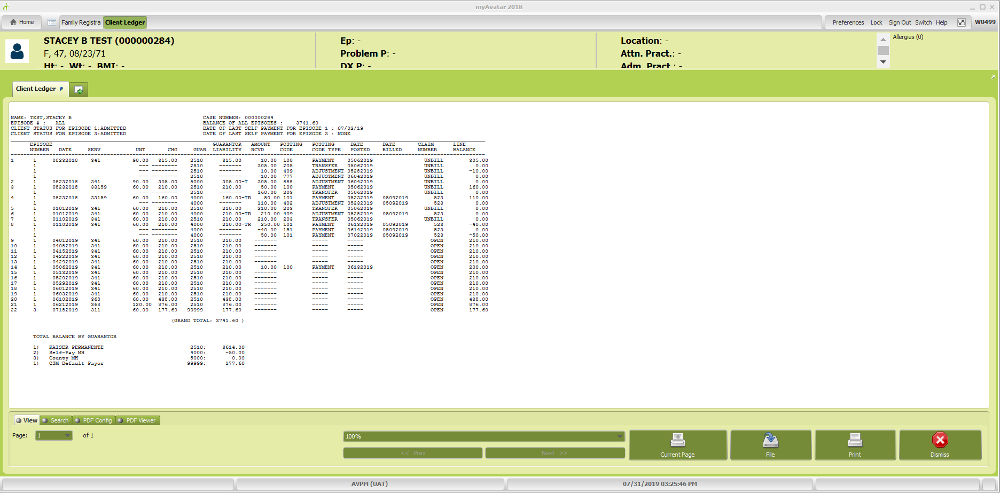 myAvatar 2018
Home Family Registra Client Ledger Preferences Lock Sign Out Switch Help W0499
STACEY B TEST (000000284) Ep: - Location: - Allergies (0)
F, 47, 08/23/71 Problem P: - Attn. Pract.: -
Ht: - Wt: - BMI: - DX P: - Adm. Pract.: -
Client Ledger
NAME: TEST,STACEY B CASE NUMBER: 000000284
EPISODE # : ALL BALANCE OF ALL EPISODES : 3741.60
CLIENT STATUS FOR EPISODE 1:ADMITTED DATE OF LAST SELF PAYMENT FOR EPISODE 1 : 07/02/19
CLIENT STATUS FOR EPISODE 3:ADMITTED DATE OF LAST SELF PAYMENT FOR EPISODE 3 : NONE
EPISODE GUARANTOR AMOUNT POSTING POSTING DATE DATE CLAIM LINE
NUMBER DATE SERV UNT CHG GUAR LIABILITY RCVD CODE CODE TYPE POSTED BILLED NUMBER BALANCE
1 1 08232018 341 90.00 315.00 2510 315.00 10.00 100 PAYMENT 05062019 UNBILL 305.00
1 --- -------- 2510 ------- 305.00 205 TRANSFER 05062019 UNBILL 0.00
1 --- -------- 2510 ------- 10.00 409 ADJUSTMENT 05282019 UNBILL -10.00
1 --- -------- 2510 ------- -10.00 777 ADJUSTMENT 06042019 UNBILL 0.00
2 1 08232018 341 90.00 305.00 5000 305.00-T 305.00 888 ADJUSTMENT 06042019 UNBILL 0.00
3 1 08232018 33159 60.00 210.00 2510 210.00 50.00 100 PAYMENT 05062019 UNBILL 160.00
1 --- -------- 2510 ------- 160.00 203 TRANSFER 05062019 UNBILL 0.00
4 1 08232018 33159 60.00 160.00 4000 160.00-TR 50.00 101 PAYMENT 05232019 05092019 523 110.00
1 --- -------- 4000 ------- 110.00 402 ADJUSTMENT 05232019 05092019 523 0.00
5 1 01012019 341 60.00 210.00 2510 210.00 210.00 203 TRANSFER 05062019 UNBILL 0.00
6 1 01012019 341 60.00 210.00 4000 210.00-TR 210.00 409 ADJUSTMENT 05282019 05092019 523 0.00
7 1 01102019 341 60.00 210.00 2510 210.00 210.00 203 TRANSFER 05062019 UNBILL 0.00
8 1 01102019 341 60.00 210.00 4000 210.00-TR 250.00 101 PAYMENT 06132019 05092019 523 -40.00
1 --- -------- 4000 ------- -40.00 151 PAYMENT 06142019 05092019 523 0.00
1 --- -------- 4000 ------- 50.00 101 PAYMENT 07022019 05092019 523 -50.00
9 1 04012019 341 60.00 210.00 2510 210.00 ------- ----- ----- OPEN 210.00
10 1 04082019 341 60.00 210.00 2510 210.00 ------- ----- ----- OPEN 210.00
11 1 04152019 341 60.00 210.00 2510 210.00 ------- ----- ----- OPEN 210.00
12 1 04222019 341 60.00 210.00 2510 210.00 ------- ----- ----- OPEN 210.00
13 1 04292019 341 60.00 210.00 2510 210.00 ------- ----- ----- OPEN 210.00
14 1 05062019 341 60.00 210.00 2510 210.00 10.00 100 PAYMENT 06132019 OPEN 200.00
15 1 05132019 341 60.00 210.00 2510 210.00 ------- ----- ----- OPEN 210.00
16 1 05202019 341 60.00 210.00 2510 210.00 ------- ----- ----- OPEN 210.00
17 1 05292019 341 60.00 210.00 2510 210.00 ------- ----- ----- OPEN 210.00
18 1 06012019 341 60.00 210.00 2510 210.00 ------- ----- ----- OPEN 210.00
19 1 06032019 341 60.00 210.00 2510 210.00 ------- ----- ----- OPEN 210.00
20 1 06102019 368 60.00 438.00 2510 438.00 ------- ----- ----- OPEN 438.00
21 1 06212019 368 120.00 876.00 2510 876.00 ------- ----- ----- OPEN 876.00
22 3 07182019 311 60.00 177.60 99999 177.60 ------- ----- ----- OPEN 177.60
(GRAND TOTAL: 3741.60 )
TOTAL BALANCE BY GUARANTOR
1) KAISER PERMANENTE 2510: 3614.00
2) Self-Pay MH 4000: -50.00
3) County MH 5000: 0.00
1) CSM Default Payor 99999: 177.60
View Search PDF Config PDF Viewer
Page: 1 of 1 100%
<< Prev Next >> Current Page File Print Dismiss
AVPM (UAT) 07/31/2019 03:25:46 PM